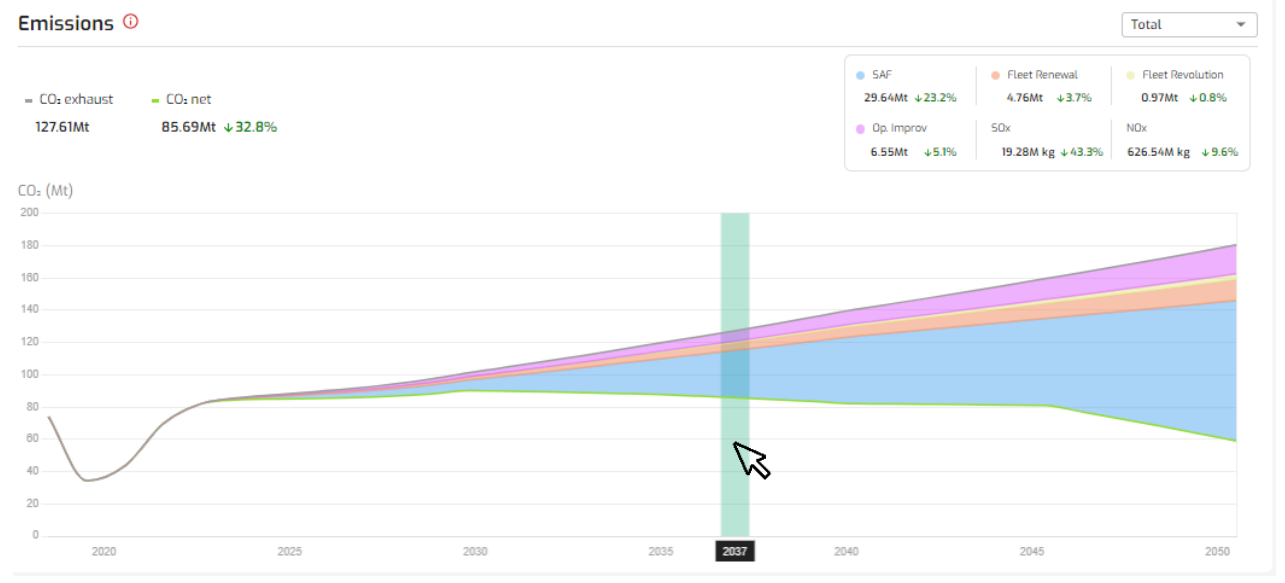 Emissions
Total
CO₂ exhaust
127.61Mt
CO₂ net
85.69Mt ↓32.8%
SAF
29.64Mt ↓23.2%
Fleet Renewal
4.76Mt ↓3.7%
Fleet Revolution
0.97Mt ↓0.8%
Op. Improv
6.55Mt ↓5.1%
SOx
19.28M kg ↓43.3%
NOx
626.54M kg ↓9.6%
CO₂ (Mt)
200
180
160
140
120
100
80
60
40
20
0
2020
2025
2030
2035
2037
2040
2045
2050